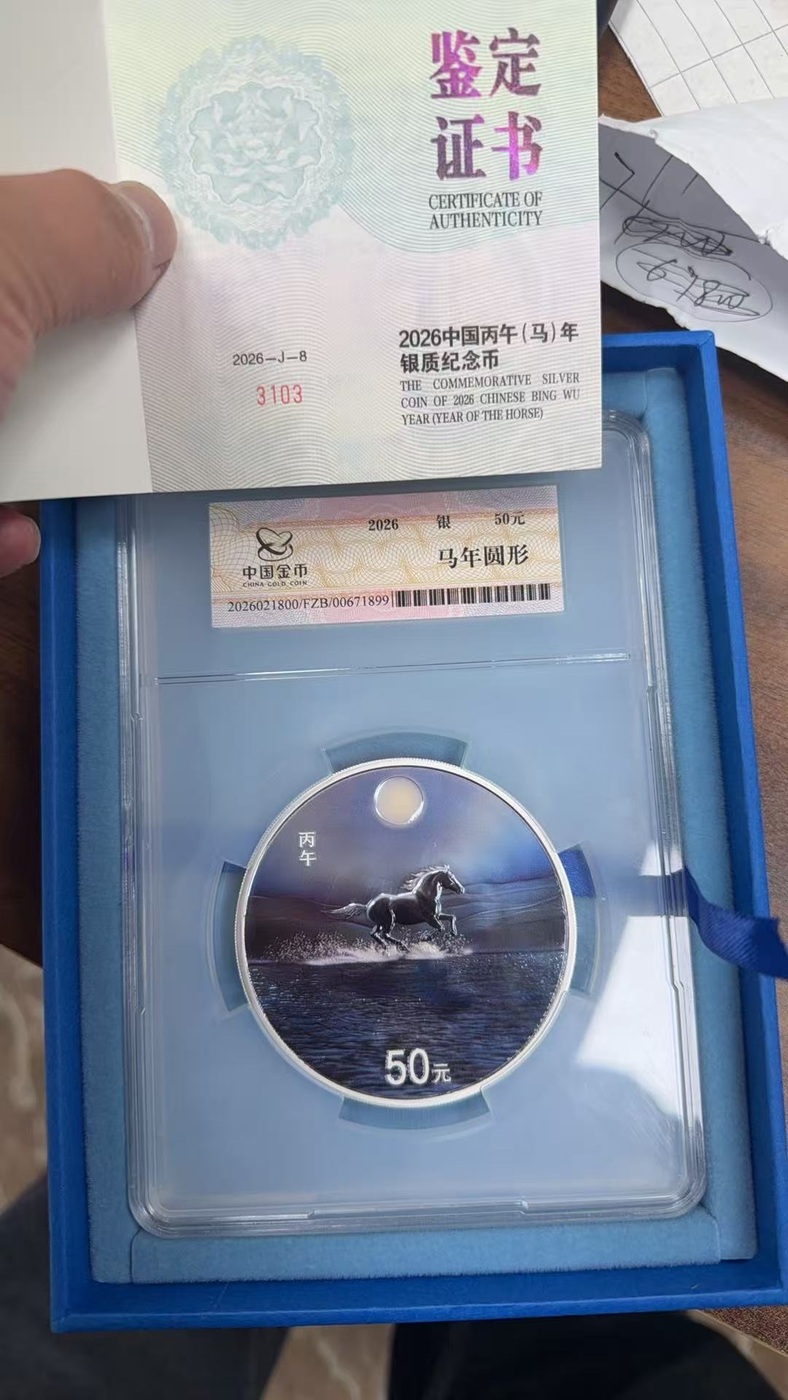 鉴定
证书
CERTIFICATE OF
AUTHENTICITY
2026-J-8
3103
2026中国丙午(马)年
银质纪念币
THE COMMEMORATIVE SILVER
COIN OF 2026 CHINESE BING WU
YEAR (YEAR OF THE HORSE)
2026 银 50元
马年圆形
中国金币
CHINA GOLD COIN
2026021800/FZB/00671899
丙
午
50元